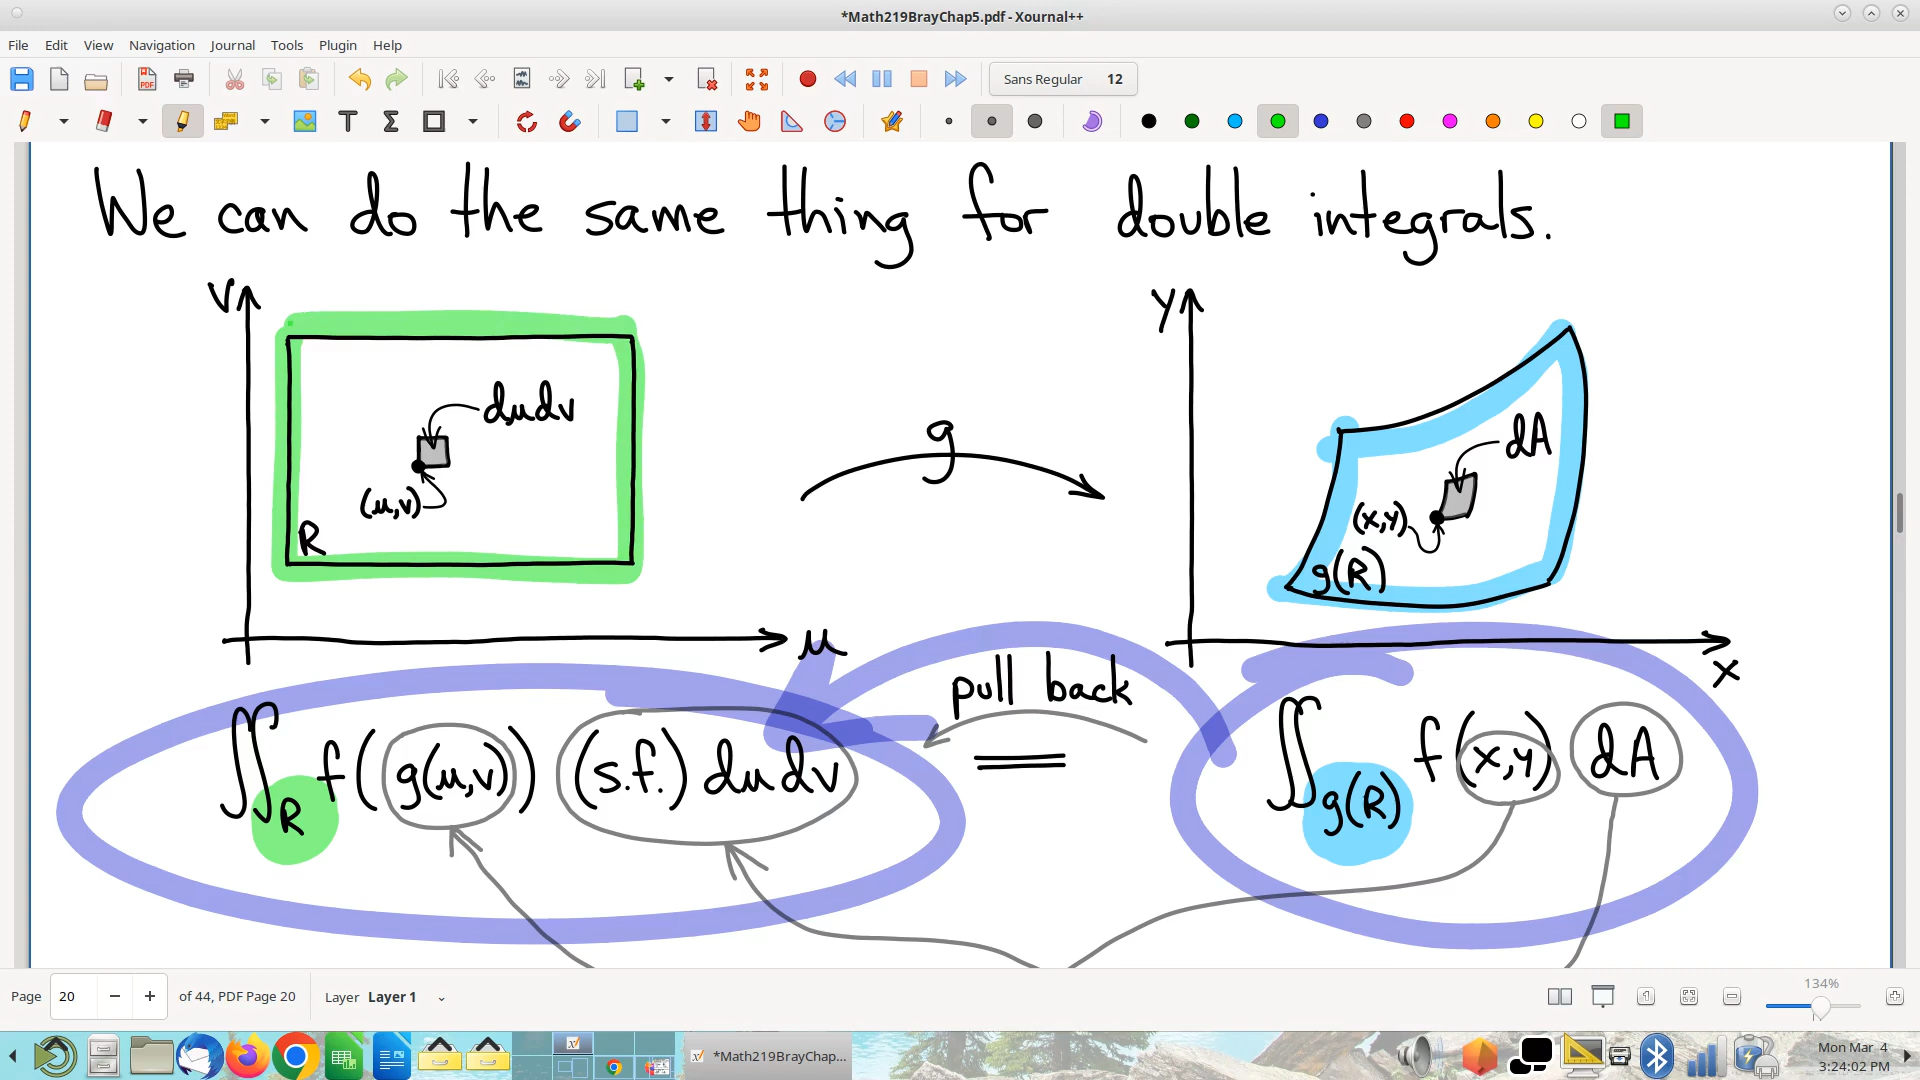 *Math219BrayChap5.pdf - Xournal++
File Edit View Navigation Journal Tools Plugin Help
Sans Regular 12
We can do the same thing for double integrals.
v
y
dudv
g
dA
(u,v)
(x,y)
R
g(R)
u
x
pull back
∬_R f(g(u,v)) (s.f.) dudv = ∬_g(R) f(x,y) dA
Page 20 of 44, PDF Page 20 Layer Layer 1
134%
*Math219BrayChap...
Mon Mar 4
3:24:02 PM